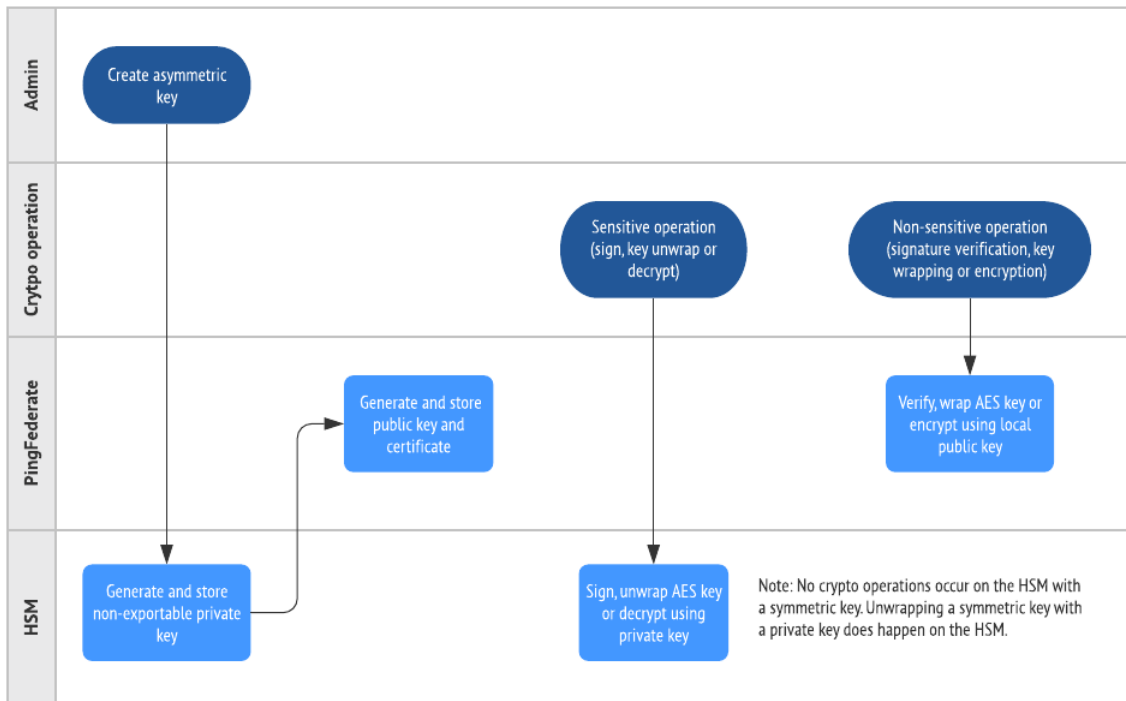 Admin
Create asymmetric
key
Crytpo operation
Sensitive operation
(sign, key unwrap or
decrypt)
Non-sensitive operation
(signature verification, key
wrapping or encryption)
PingFederate
Generate and store
public key and
certificate
Verify, wrap AES key or
encrypt using local
public key
HSM
Generate and store
non-exportable private
key
Sign, unwrap AES key
or decrypt using
private key
Note: No crypto operations occur on the HSM with
a symmetric key. Unwrapping a symmetric key with
a private key does happen on the HSM.